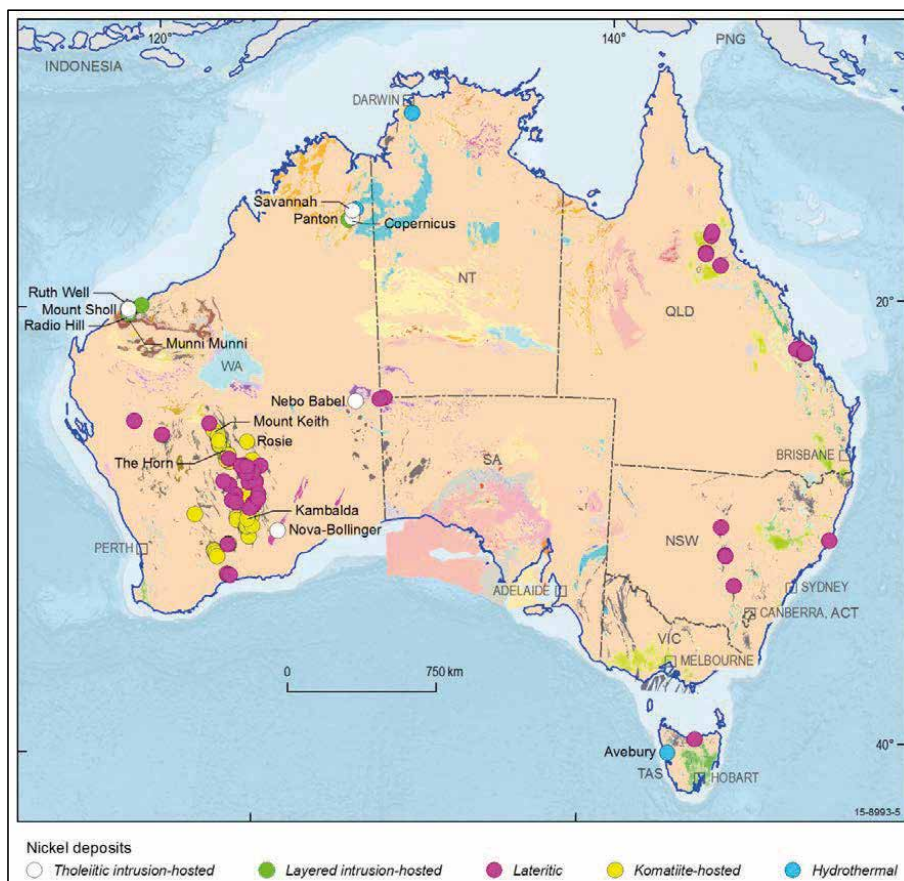 120°
140°
PNG
INDONESIA
DARWIN
Savannah
Panton
Copernicus
NT
Ruth Well
Mount Sholl
Radio Hill
Munni Munni
QLD
20°
WA
Nebo Babel
Mount Keith
Rosie
The Horn
SA
BRISBANE
Kambalda
Nova-Bollinger
PERTH
NSW
ADELAIDE
SYDNEY
CANBERRA, ACT
VIC
MELBOURNE
0
750 km
Avebury
40°
TAS
HOBART
15-8993-5
Nickel deposits
Tholeiitic intrusion-hosted
Layered intrusion-hosted
Lateritic
Komatiite-hosted
Hydrothermal